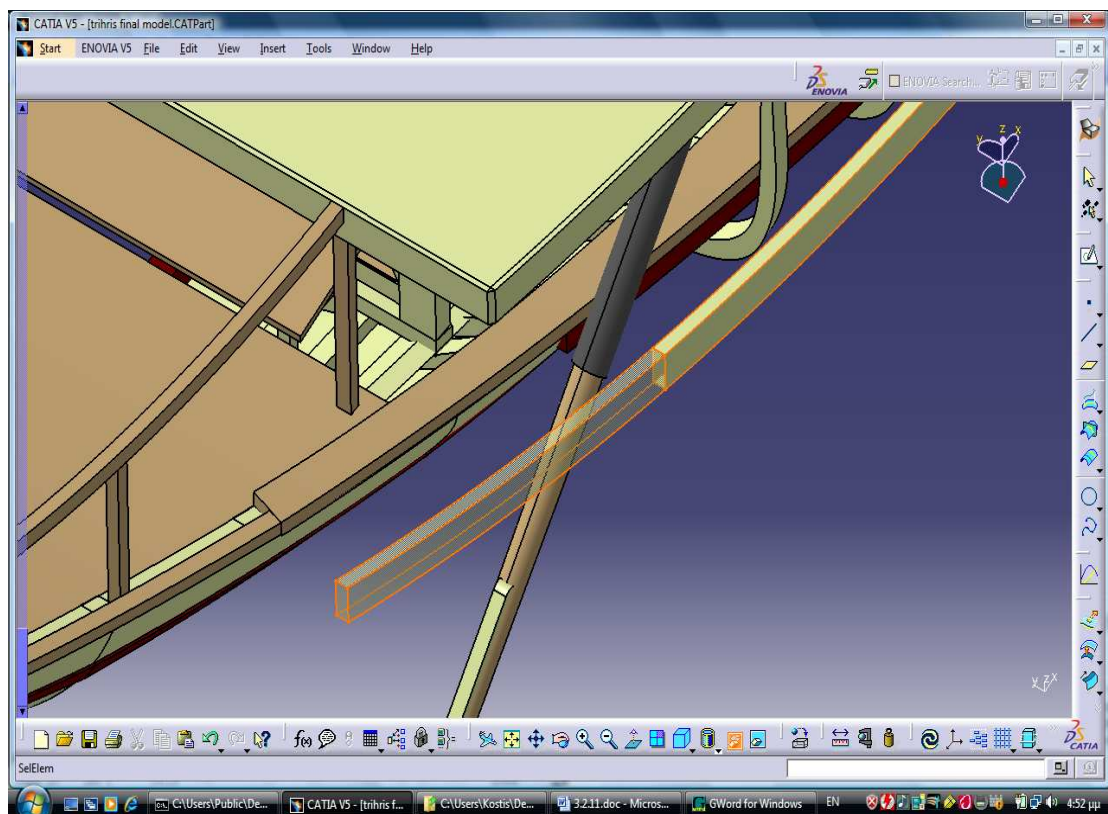 CATIA V5 - [trihris final model.CATPart]
Start ENOVIA V5 File Edit View Insert Tools Window Help
ENOVIA
ENOVIA Search...
z
y x
y z x
f(x)
CATIA
SelElem
C:\Users\Public\De... CATIA V5 - [trihris f... C:\Users\Kostis\De... 3.2.11.doc - Micros... GWord for Windows EN 4:52 μμ